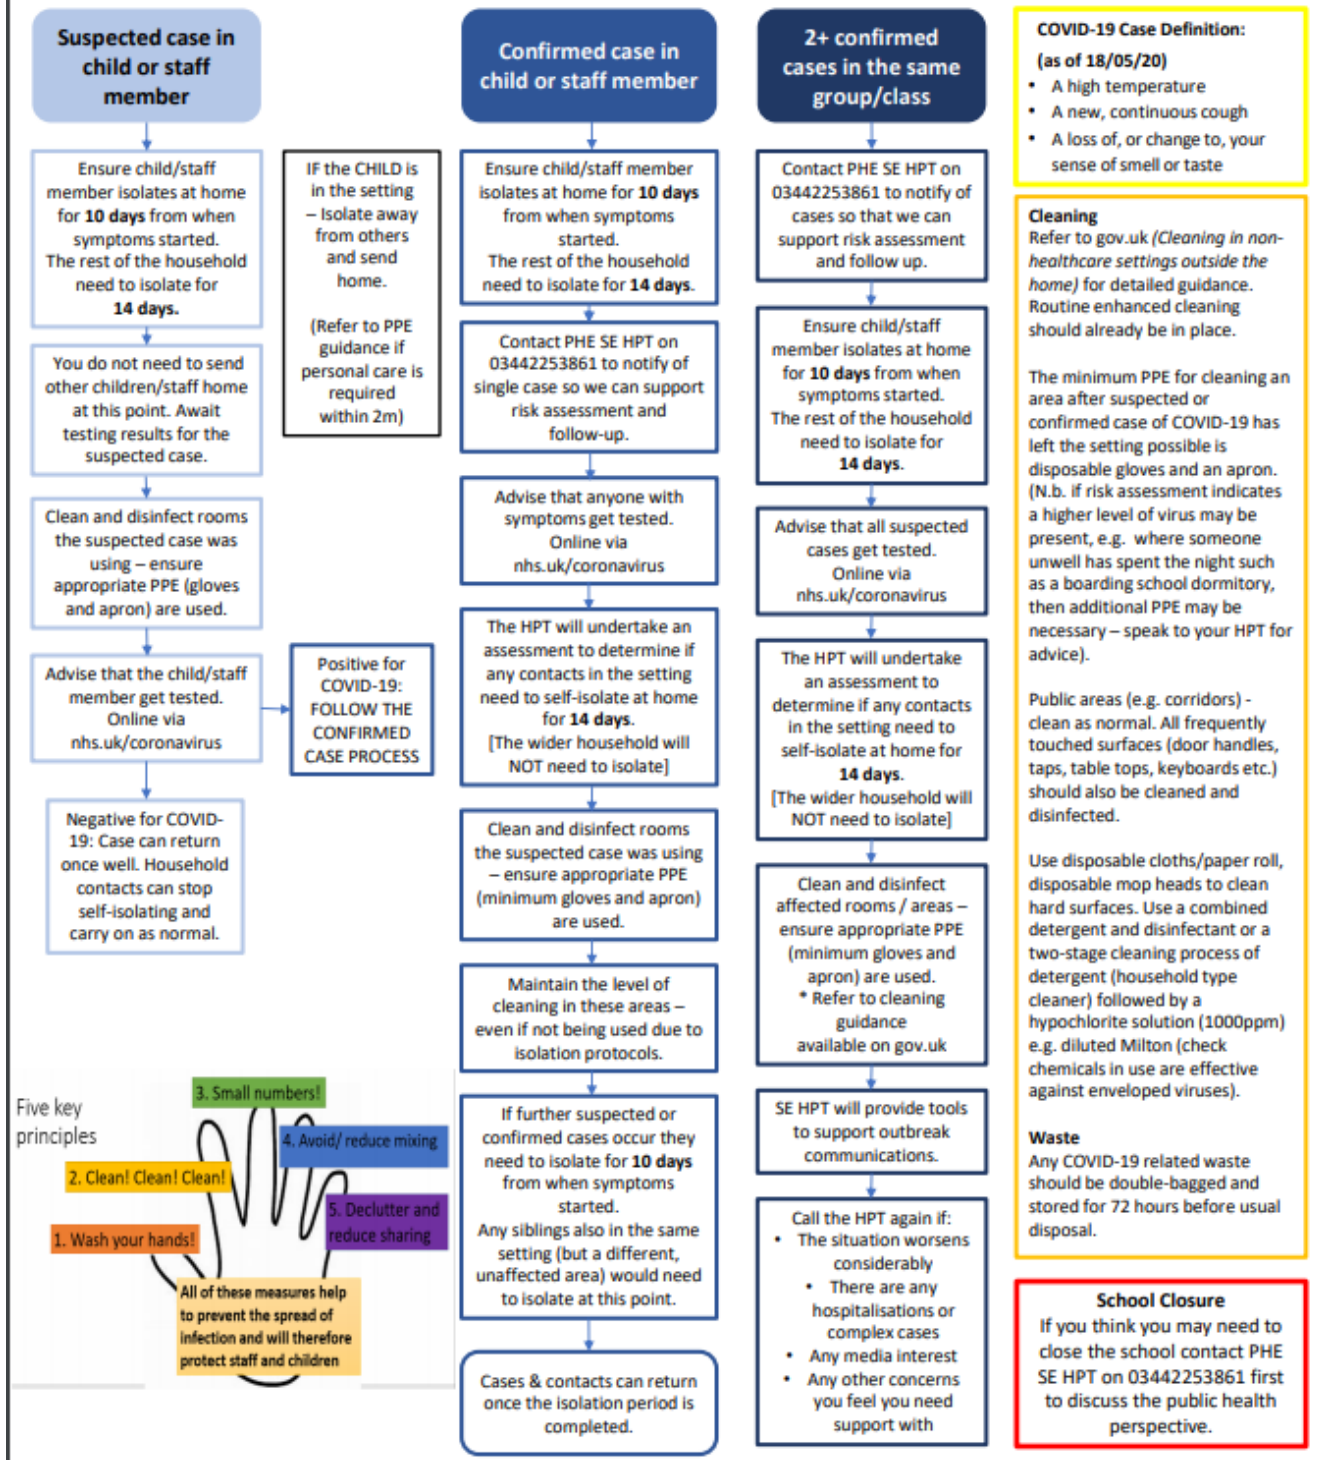 Suspected case in
child or staff
member
Ensure child/staff
member isolates at home
for 10 days from when
symptoms started.
The rest of the household
need to isolate for
14 days.
You do not need to send
other children/staff home
at this point. Await
testing results for the
suspected case.
Clean and disinfect rooms
the suspected case was
using – ensure
appropriate PPE (gloves
and apron) are used.
Advise that the child/staff
member get tested.
Online via
nhs.uk/coronavirus
Negative for COVID-
19: Case can return
once well. Household
contacts can stop
self-isolating and
carry on as normal.
IF the CHILD is
in the setting
– Isolate away
from others
and send
home.
(Refer to PPE
guidance if
personal care is
required
within 2m)
Positive for
COVID-19:
FOLLOW THE
CONFIRMED
CASE PROCESS
Five key
principles
3. Small numbers!
4. Avoid/ reduce mixing
2. Clean! Clean! Clean!
5. Declutter and
reduce sharing
1. Wash your hands!
All of these measures help
to prevent the spread of
infection and will therefore
protect staff and children
Confirmed case in
child or staff member
Ensure child/staff member
isolates at home for 10 days
from when symptoms
started.
The rest of the household
need to isolate for 14 days.
Contact PHE SE HPT on
03442253861 to notify of
single case so we can support
risk assessment and
follow-up.
Advise that anyone with
symptoms get tested.
Online via
nhs.uk/coronavirus
The HPT will undertake an
assessment to determine if
any contacts in the setting
need to self-isolate at home
for 14 days.
[The wider household will
NOT need to isolate]
Clean and disinfect rooms
the suspected case was using
– ensure appropriate PPE
(minimum gloves and apron)
are used.
Maintain the level of
cleaning in these areas –
even if not being used due to
isolation protocols.
If further suspected or
confirmed cases occur they
need to isolate for 10 days
from when symptoms
started.
Any siblings also in the same
setting (but a different,
unaffected area) would need
to isolate at this point.
Cases & contacts can return
once the isolation period is
completed.
2+ confirmed
cases in the same
group/class
Contact PHE SE HPT on
03442253861 to notify of
cases so that we can
support risk assessment
and follow up.
Ensure child/staff
member isolates at home
for 10 days from when
symptoms started.
The rest of the household
need to isolate for
14 days.
Advise that all suspected
cases get tested.
Online via
nhs.uk/coronavirus
The HPT will undertake
an assessment to
determine if any contacts
in the setting need to
self-isolate at home for
14 days.
[The wider household will
NOT need to isolate]
Clean and disinfect
affected rooms / areas –
ensure appropriate PPE
(minimum gloves and
apron) are used.
* Refer to cleaning
guidance
available on gov.uk
SE HPT will provide tools
to support outbreak
communications.
Call the HPT again if:
• The situation worsens
considerably
• There are any
hospitalisations or
complex cases
• Any media interest
• Any other concerns
you feel you need
support with
COVID-19 Case Definition:
(as of 18/05/20)
• A high temperature
• A new, continuous cough
• A loss of, or change to, your
sense of smell or taste
Cleaning
Refer to gov.uk (Cleaning in non-
healthcare settings outside the
home) for detailed guidance.
Routine enhanced cleaning
should already be in place.
The minimum PPE for cleaning an
area after suspected or
confirmed case of COVID-19 has
left the setting possible is
disposable gloves and an apron.
(N.b. if risk assessment indicates
a higher level of virus may be
present, e.g. where someone
unwell has spent the night such
as a boarding school dormitory,
then additional PPE may be
necessary – speak to your HPT for
advice).
Public areas (e.g. corridors) -
clean as normal. All frequently
touched surfaces (door handles,
taps, table tops, keyboards etc.)
should also be cleaned and
disinfected.
Use disposable cloths/paper roll,
disposable mop heads to clean
hard surfaces. Use a combined
detergent and disinfectant or a
two-stage cleaning process of
detergent (household type
cleaner) followed by a
hypochlorite solution (1000ppm)
e.g. diluted Milton (check
chemicals in use are effective
against enveloped viruses).
Waste
Any COVID-19 related waste
should be double-bagged and
stored for 72 hours before usual
disposal.
School Closure
If you think you may need to
close the school contact PHE
SE HPT on 03442253861 first
to discuss the public health
perspective.